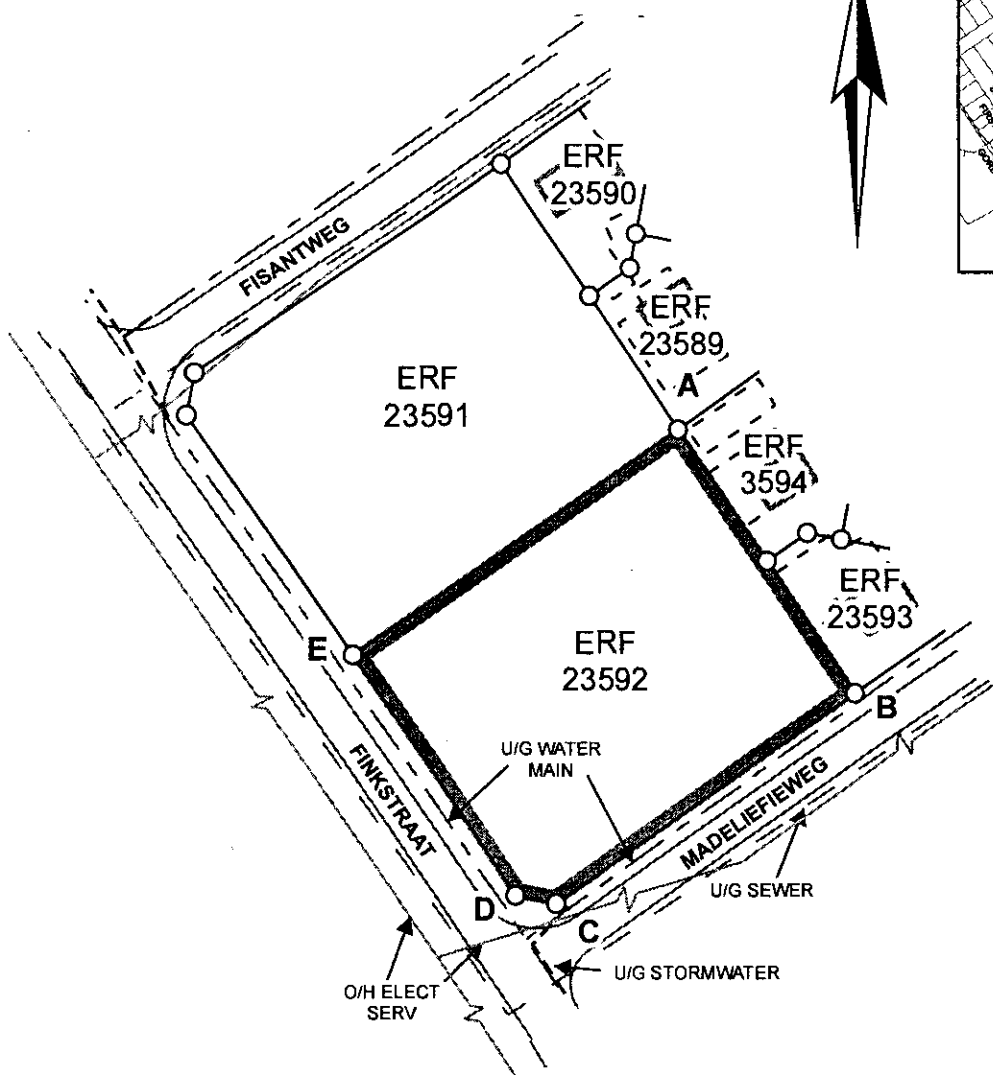 ERF
23590
FISANTWEG
ERF
23589
A
ERF
23591
ERF
3594
ERF
23593
E
ERF
23592
B
U/G WATER
MAIN
FINKSTRAAT
MADELIEFIEWEG
U/G SEWER
D
C
U/G STORMWATER
O/H ELECT
SERV